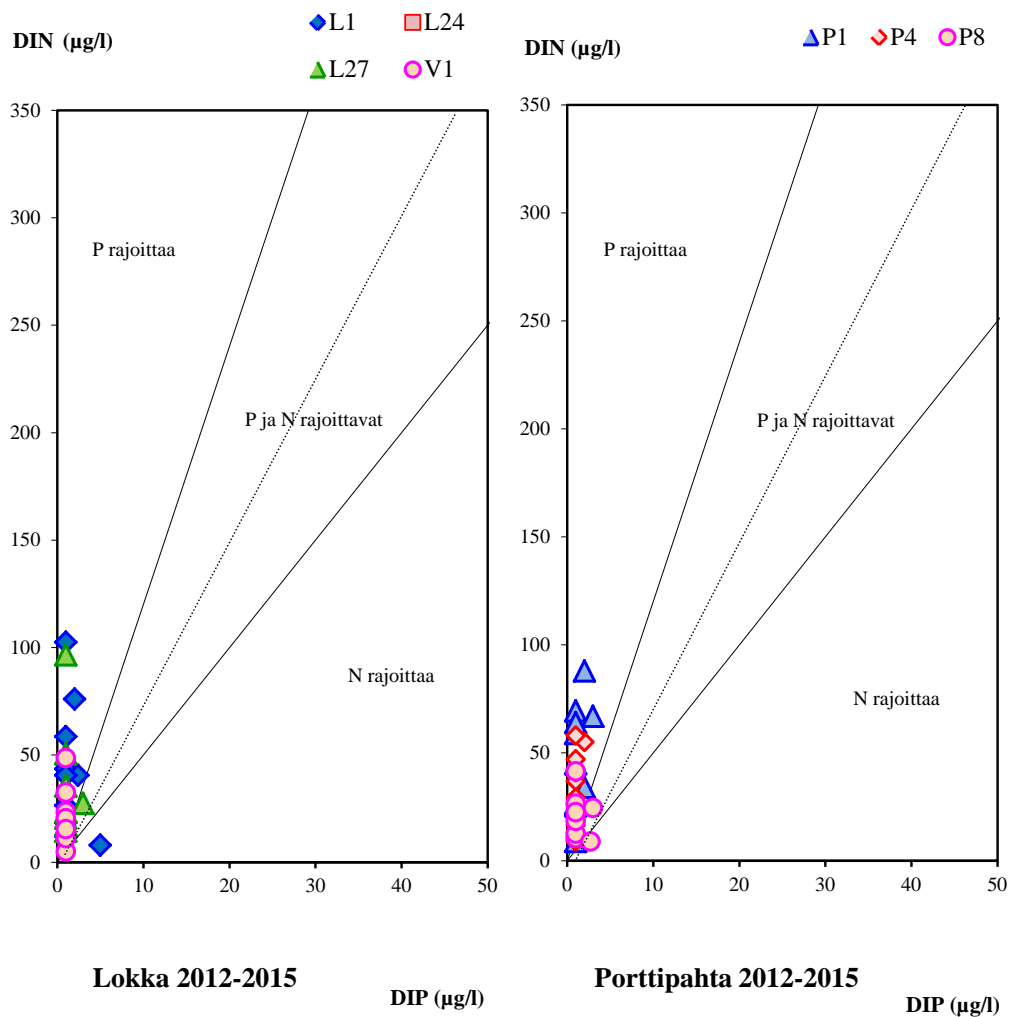 DIN (µg/l)
L1
L24
L27
V1
350
300
250
200
150
100
50
0
P rajoittaa
P ja N rajoittavat
N rajoittaa
0
10
20
30
40
50
Lokka 2012-2015
DIP (µg/l)
DIN (µg/l)
P1
P4
P8
350
300
250
200
150
100
50
0
P rajoittaa
P ja N rajoittavat
N rajoittaa
0
10
20
30
40
50
Porttipahta 2012-2015
DIP (µg/l)